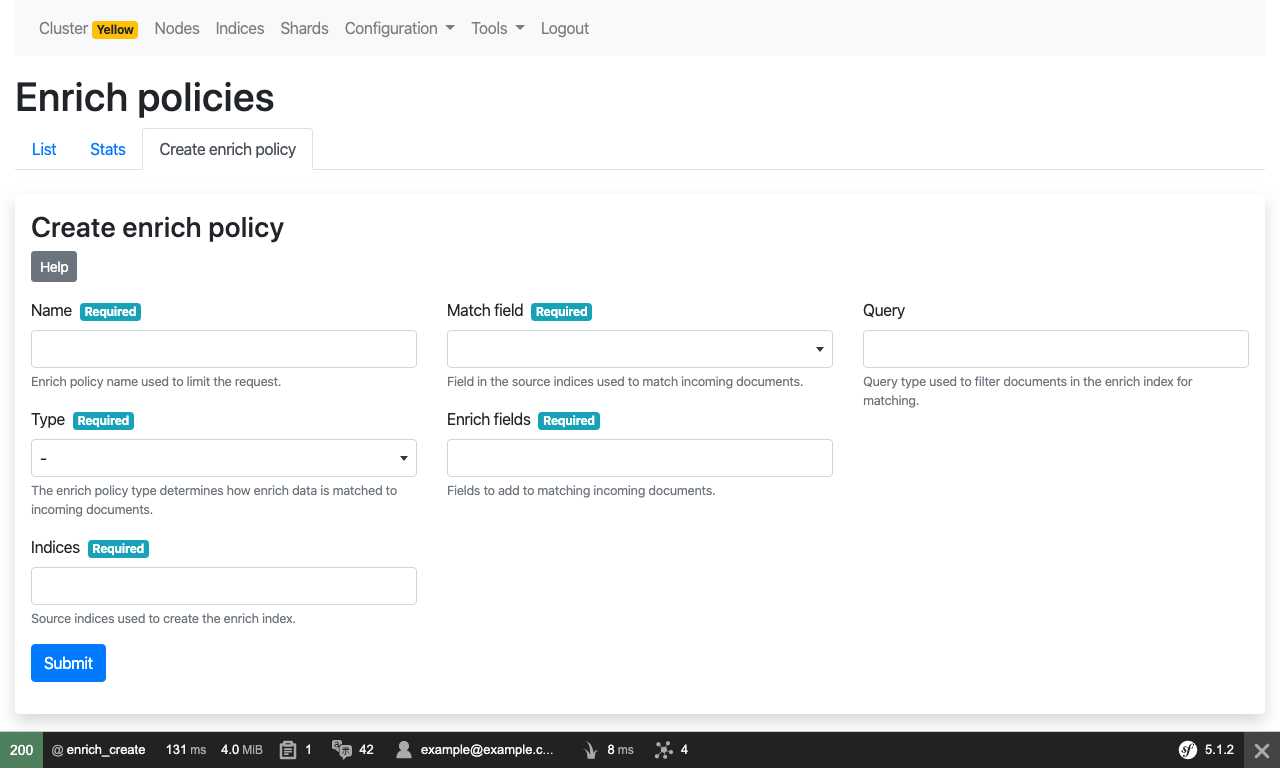 Cluster Yellow Nodes Indices Shards Configuration Tools Logout
Enrich policies
List Stats Create enrich policy
Create enrich policy
Help
Name Required
Enrich policy name used to limit the request.
Type Required
-
The enrich policy type determines how enrich data is matched to
incoming documents.
Indices Required
Source indices used to create the enrich index.
Match field Required
Field in the source indices used to match incoming documents.
Enrich fields Required
Fields to add to matching incoming documents.
Query
Query type used to filter documents in the enrich index for
matching.
Submit
200 @ enrich_create 131 ms 4.0 MiB 1 42 example@example.c... 8 ms 4 sf 5.1.2